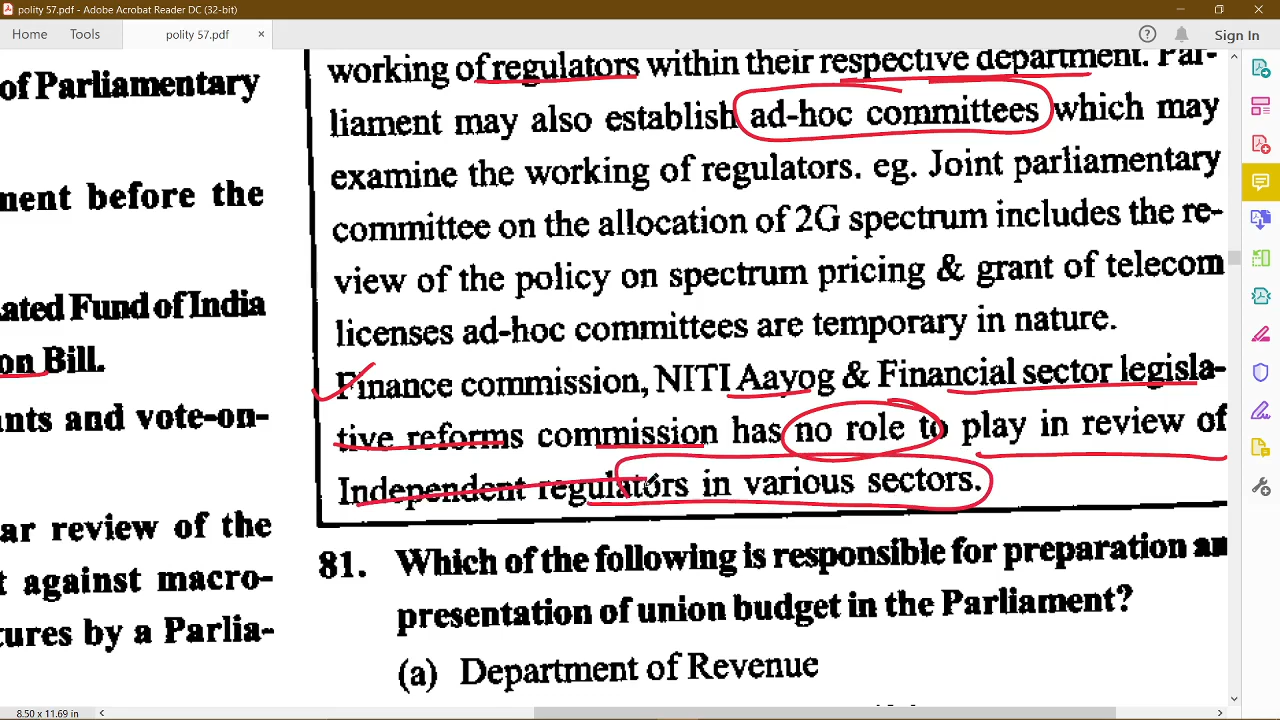 polity 57.pdf - Adobe Acrobat Reader DC (32-bit)
Home Tools polity 57.pdf × Sign In
of Parliamentary
ment before the
ated Fund of India
on Bill.
nts and vote-on-
ar review of the
t against macro-
tures by a Parlia-
working of regulators within their respective department. Par-
liament may also establish ad-hoc committees which may
examine the working of regulators. eg. Joint parliamentary
committee on the allocation of 2G spectrum includes the re-
view of the policy on spectrum pricing & grant of telecom
licenses ad-hoc committees are temporary in nature.
Finance commission, NITI Aayog & Financial sector legisla-
tive reforms commission has no role to play in review of
Independent regulators in various sectors.
81. Which of the following is responsible for preparation an
presentation of union budget in the Parliament?
(a) Department of Revenue
8.50 x 11.69 in